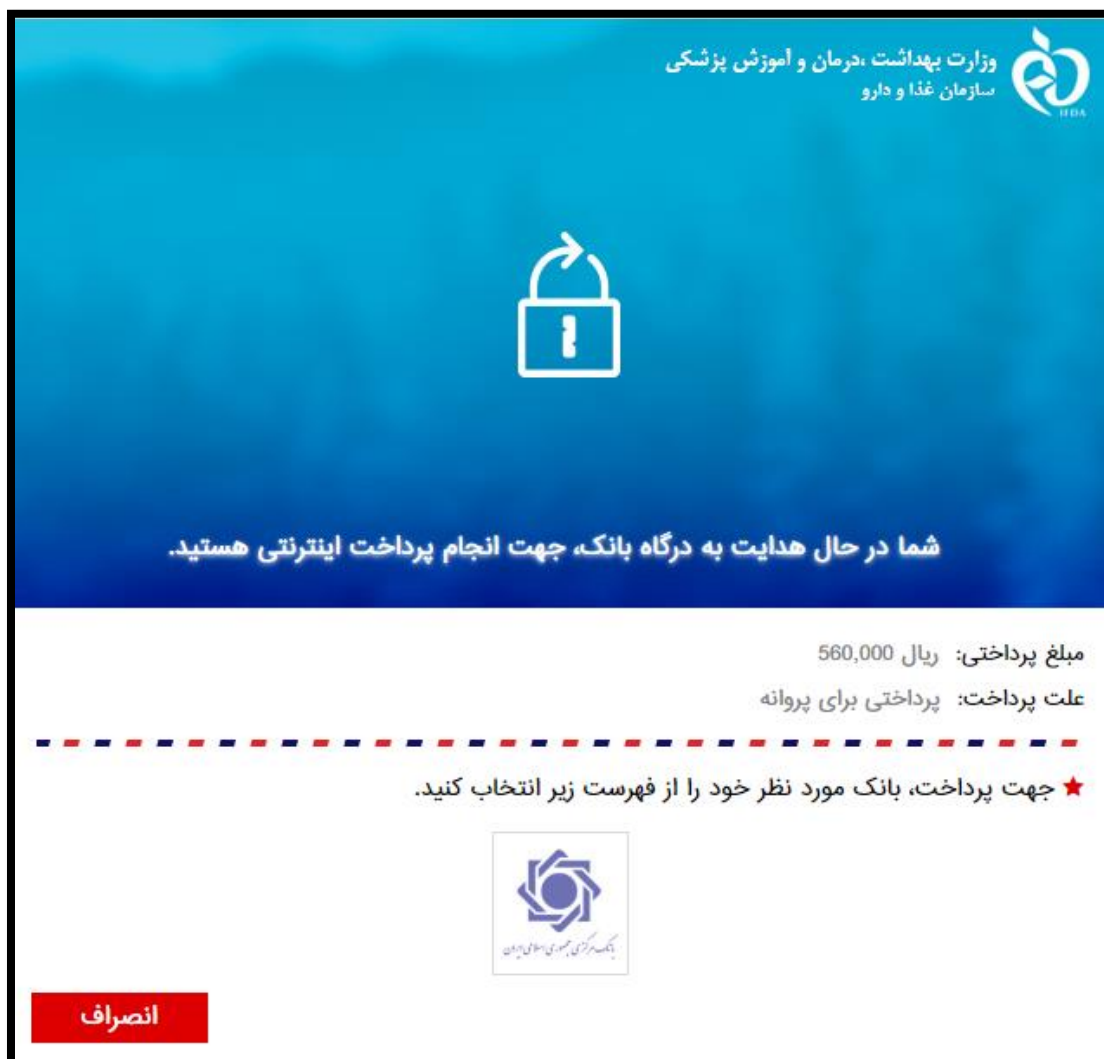 وزارت بهداشت ،درمان و آموزش پزشکی
سازمان غذا و دارو
IFDA
شما در حال هدایت به درگاه بانک، جهت انجام پرداخت اینترنتی هستید.
مبلغ پرداختی: ریال 560,000
علت پرداخت: پرداختی برای پروانه
جهت پرداخت، بانک مورد نظر خود را از فهرست زیر انتخاب کنید.
بانک مرکزی جمهوری اسلامی ایران
انصراف